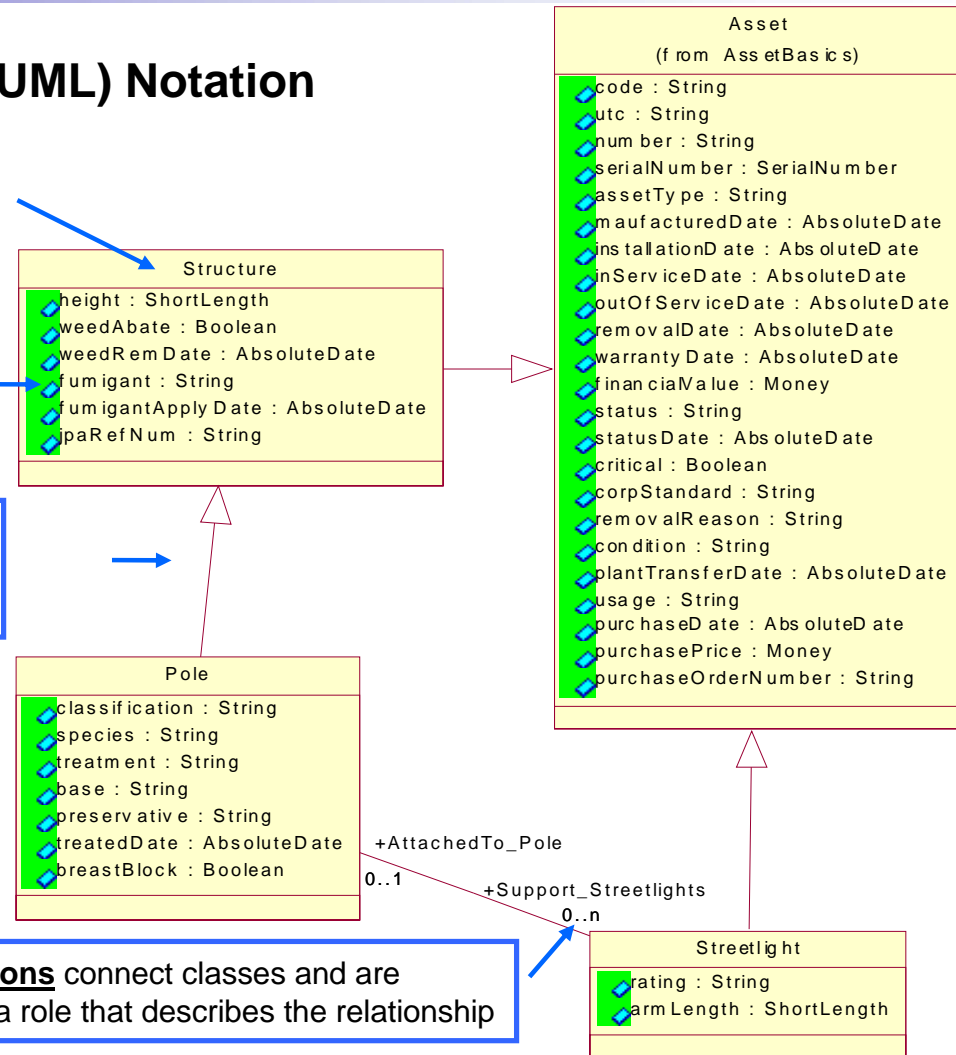 UML) Notation
Asset
(from AssetBasics)
code : String
utc : String
number : String
serialNumber : SerialNumber
assetType : String
maufacturedDate : AbsoluteDate
installationDate : AbsoluteDate
inServiceDate : AbsoluteDate
outOfServiceDate : AbsoluteDate
removalDate : AbsoluteDate
warrantyDate : AbsoluteDate
financialValue : Money
status : String
statusDate : AbsoluteDate
critical : Boolean
corpStandard : String
removalReason : String
condition : String
plantTransferDate : AbsoluteDate
usage : String
purchaseDate : AbsoluteDate
purchasePrice : Money
purchaseOrderNumber : String
Structure
height : ShortLength
weedAbate : Boolean
weedRemDate : AbsoluteDate
fumigant : String
fumigantApplyDate : AbsoluteDate
jpaRefNum : String
Pole
classification : String
species : String
treatment : String
base : String
preservative : String
treatedDate : AbsoluteDate
breastBlock : Boolean
+AttachedTo_Pole
0..1
+Support_Streetlights
0..n
Streetlight
rating : String
armLength : ShortLength
ons connect classes and are
a role that describes the relationship